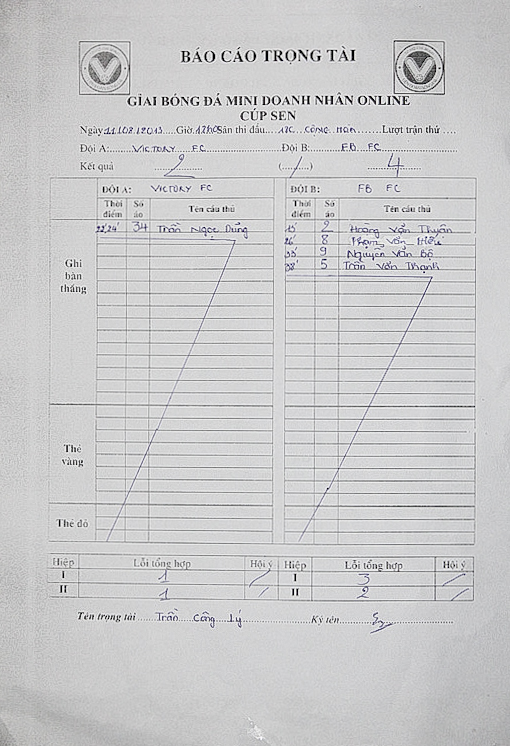 BÁO CÁO TRỌNG TÀI
GIẢI BÓNG ĐÁ MINI DOANH NHÂN ONLINE
CÚP SEN
Ngày 11/08/2013 Giờ: Sân thi đấu Lượt trận thứ ....
Đội A: VICTORY FC Đội B: FB FC
Kết quả 2 (/) 4
ĐỘI A: VICTORY FC ĐỘI B: FB FC
Thời điểm Số áo Tên cầu thủ Thời điểm Số áo Tên cầu thủ
Ghi bàn thắng
22' 24' 34 Trần Ngọc Dũng 15' 2 Hoàng Văn Thuận
26' 8 Phạm Văn Hiếu
9 Nguyễn Văn Bộ
38' 5 Trần Văn Thạnh
Thẻ vàng
Thẻ đỏ
Hiệp Lỗi tổng hợp Hội ý Hiệp Lỗi tổng hợp Hội ý
I 1 / I 3 /
II 1 / II 2 /
Tên trọng tài Trần Công Lý Ký tên